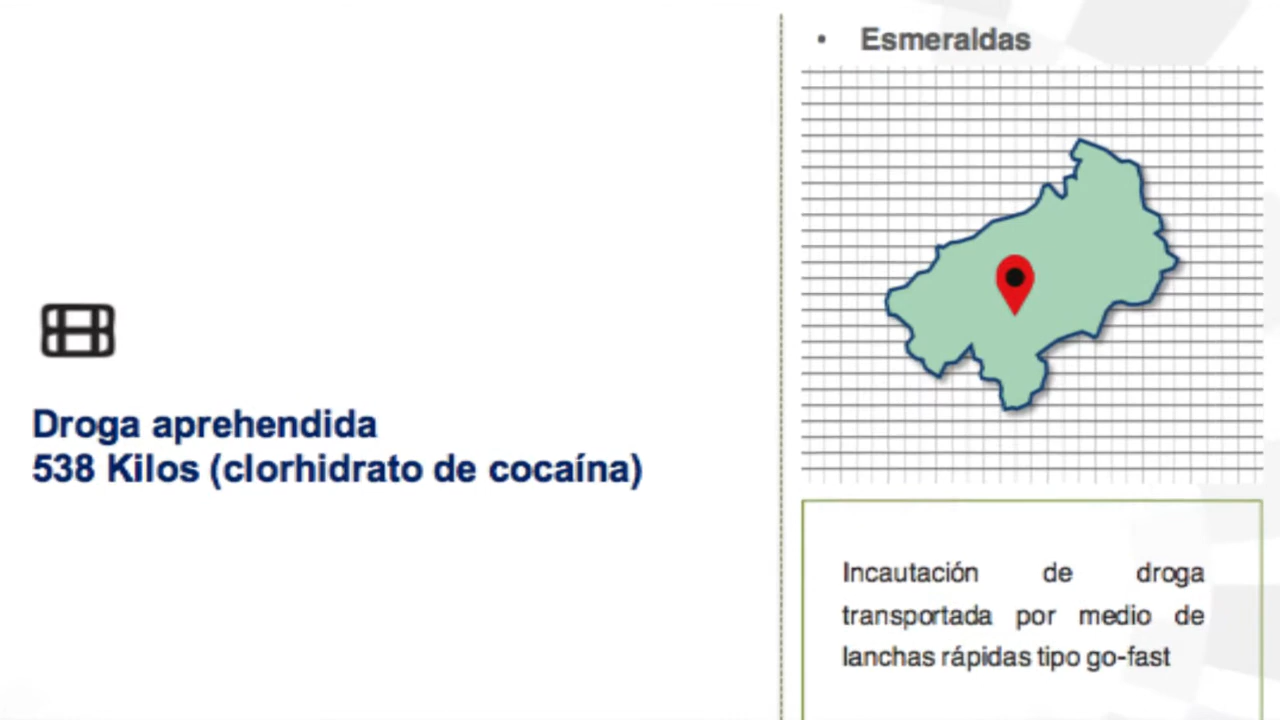 Droga aprehendida
538 Kilos (clorhidrato de cocaína)
• Esmeraldas
Incautación de droga
transportada por medio de
lanchas rápidas tipo go-fast